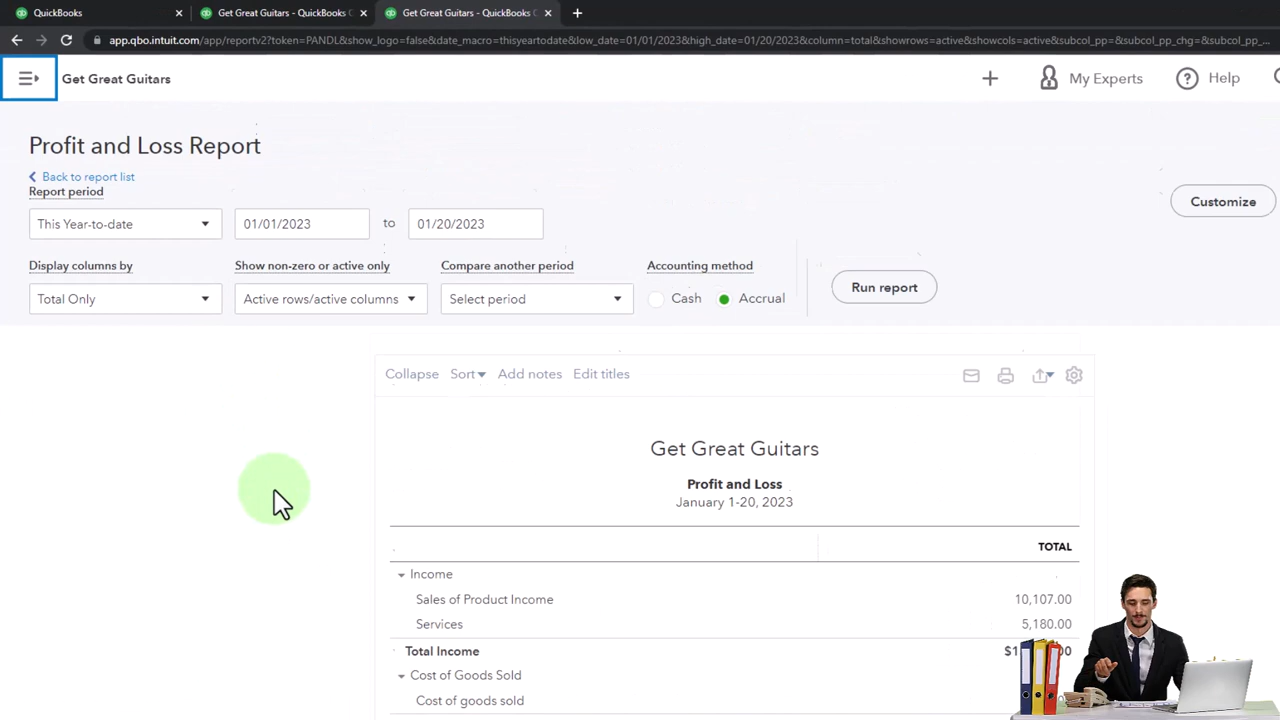 QuickBooks
Get Great Guitars - QuickBooks
Get Great Guitars - QuickBooks
app.qbo.intuit.com/app/reportv2?token=PANDL&show_logo=false&date_macro=thisyeartodate&low_date=01/01/2023&high_date=01/20/2023&column=total&showrows=active&showcols=active&subcol_pp=&subcol_pp_chg=&subcol_pp_...
Get Great Guitars
My Experts
Help
Profit and Loss Report
Back to report list
Report period
This Year-to-date
01/01/2023
to
01/20/2023
Customize
Display columns by
Show non-zero or active only
Compare another period
Accounting method
Total Only
Active rows/active columns
Select period
Cash
Accrual
Run report
Collapse
Sort
Add notes
Edit titles
Get Great Guitars
Profit and Loss
January 1-20, 2023
TOTAL
Income
Sales of Product Income 10,107.00
Services 5,180.00
Total Income
Cost of Goods Sold
Cost of goods sold